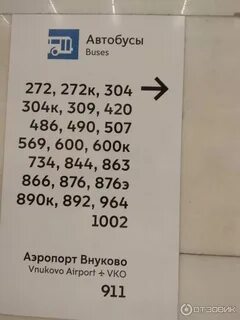 Автобусы
Buses
272, 272к, 304 →
304к, 309, 420
486, 490, 507
569, 600, 600к
734, 844, 863
866, 876, 876э
890к, 892, 964
1002
Аэропорт Внуково
Vnukovo Airport ✈ VKO
911
ОТЗОВИК